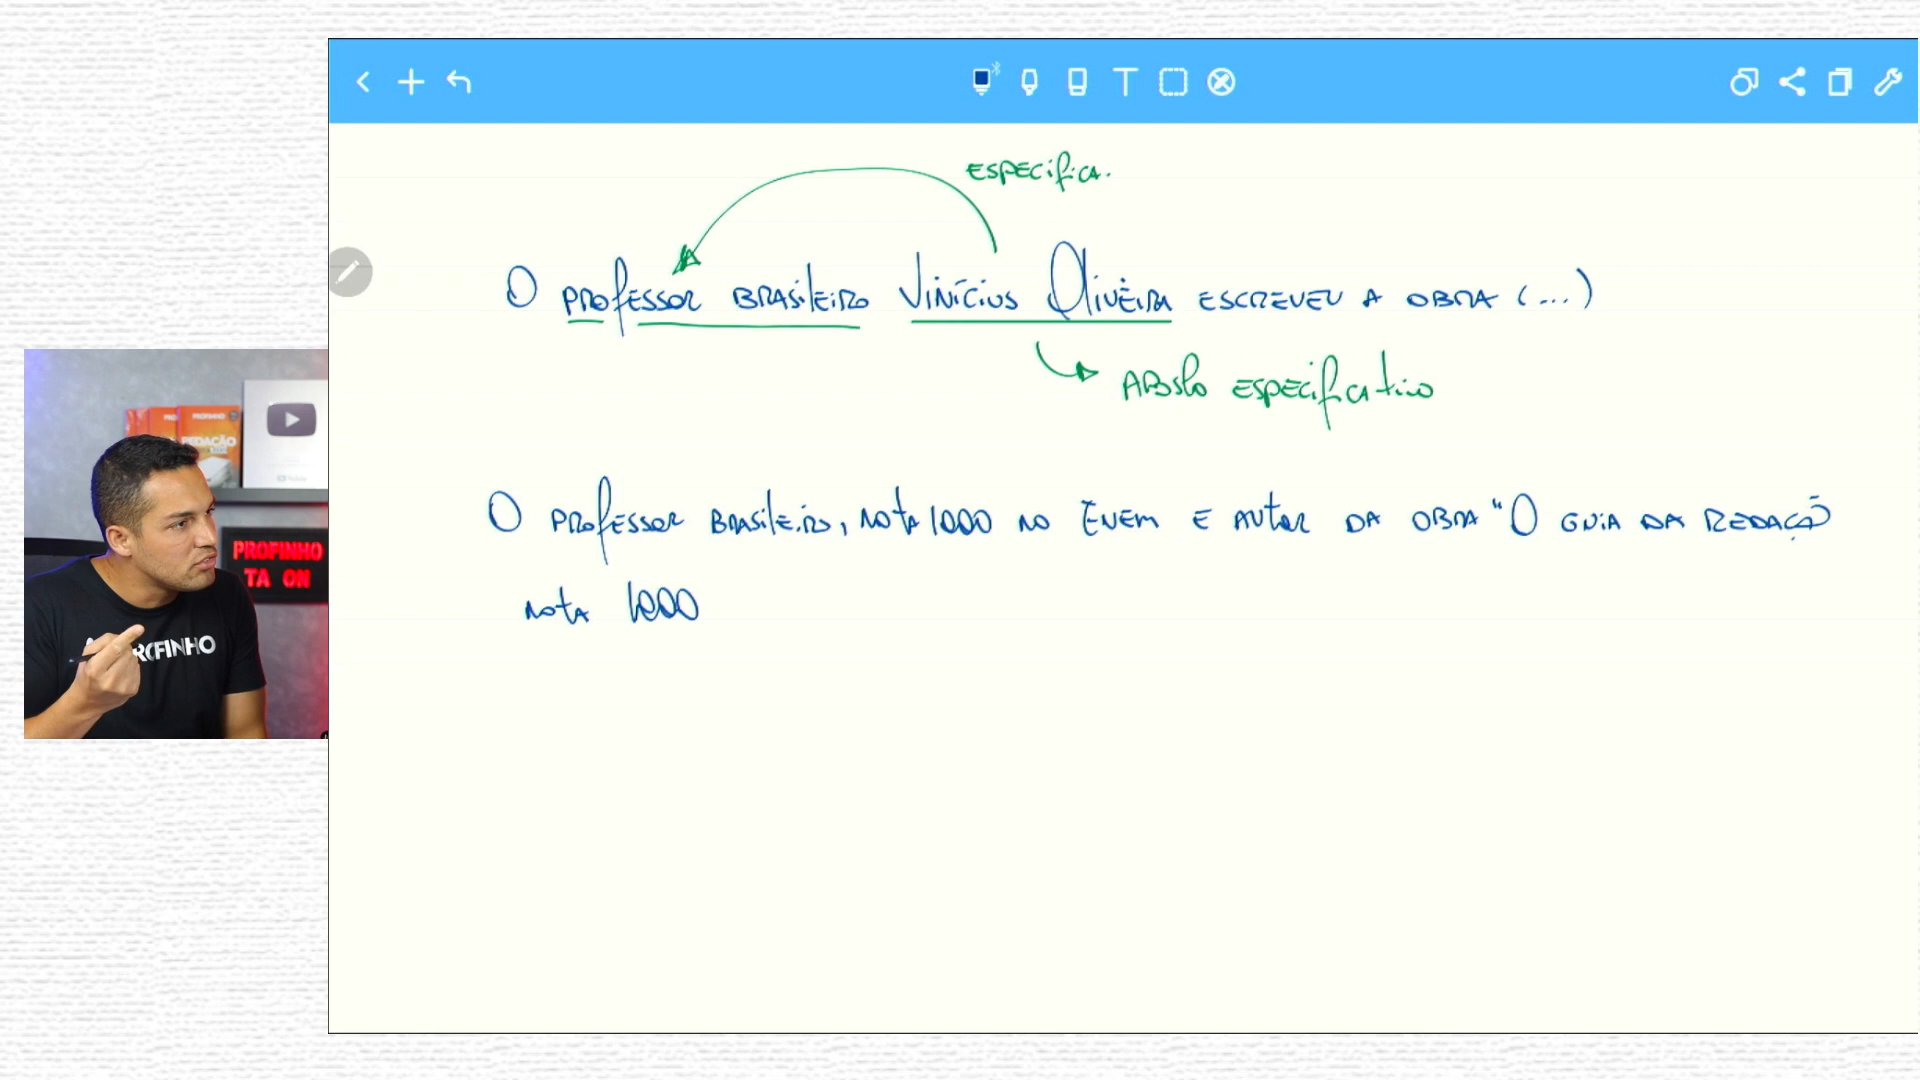 ESPECIFICA.
O PROFESSOR BRASILEIRO VINÍCIUS OLIVEIRA ESCREVEU A OBRA (...)
APOSTO ESPECIFICATIVO
O PROFESSOR BRASILEIRO, NOTA 1000 NO ENEM E AUTOR DA OBRA "O GUIA DA REDAÇÃO
NOTA 1000
REDAÇÃO
PROFINHO
TA ON